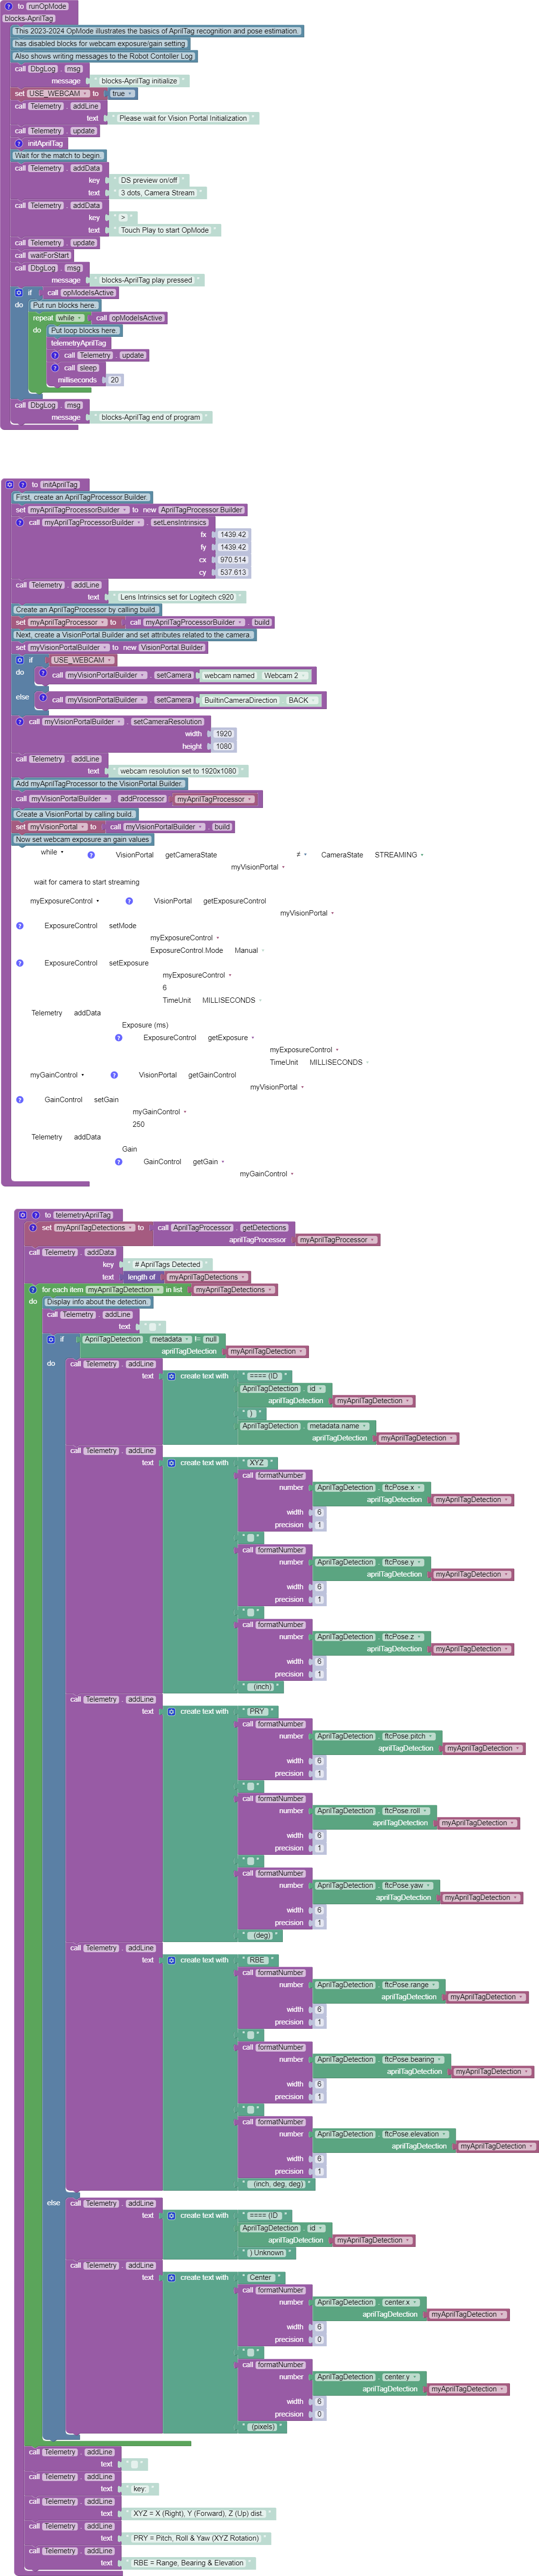 to runOpMode
blocks-AprilTag
This 2023-2024 OpMode illustrates the basics of AprilTag recognition and pose estimation.
has disabled blocks for webcam exposure/gain setting
Also shows writing messages to the Robot Contoller Log
call DbgLog . msg
message " blocks-AprilTag initialize "
set USE_WEBCAM to true
call Telemetry . addLine
text " Please wait for Vision Portal Initialization "
call Telemetry . update
initAprilTag
Wait for the match to begin.
call Telemetry . addData
key " DS preview on/off "
text " 3 dots, Camera Stream "
call Telemetry . addData
key " > "
text " Touch Play to start OpMode "
call Telemetry . update
call waitForStart
call DbgLog . msg
message " blocks-AprilTag play pressed "
if call opModeIsActive
do Put run blocks here.
repeat while call opModeIsActive
do Put loop blocks here.
telemetryAprilTag
call Telemetry . update
call sleep
milliseconds 20
call DbgLog . msg
message " blocks-AprilTag end of program "
to initAprilTag
First, create an AprilTagProcessor.Builder.
set myAprilTagProcessorBuilder to new AprilTagProcessor.Builder
call myAprilTagProcessorBuilder . setLensIntrinsics
fx 1439.42
fy 1439.42
cx 970.514
cy 537.613
call Telemetry . addLine
text " Lens Intrinsics set for Logitech c920 "
Create an AprilTagProcessor by calling build.
set myAprilTagProcessor to call myAprilTagProcessorBuilder . build
Next, create a VisionPortal.Builder and set attributes related to the camera.
set myVisionPortalBuilder to new VisionPortal.Builder
if USE_WEBCAM
do call myVisionPortalBuilder . setCamera webcam named Webcam 2
else call myVisionPortalBuilder . setCamera BuiltinCameraDirection . BACK
call myVisionPortalBuilder . setCameraResolution
width 1920
height 1080
call Telemetry . addLine
text " webcam resolution set to 1920x1080 "
Add myAprilTagProcessor to the VisionPortal.Builder.
call myVisionPortalBuilder . addProcessor myAprilTagProcessor
Create a VisionPortal by calling build.
set myVisionPortal to call myVisionPortalBuilder . build
Now set webcam exposure an gain values
while VisionPortal getCameraState ≠ CameraState STREAMING
myVisionPortal
wait for camera to start streaming
myExposureControl VisionPortal getExposureControl
myVisionPortal
ExposureControl setMode
myExposureControl
ExposureControl.Mode Manual
ExposureControl setExposure
myExposureControl
6
TimeUnit MILLISECONDS
Telemetry addData
Exposure (ms)
ExposureControl getExposure
myExposureControl
TimeUnit MILLISECONDS
myGainControl VisionPortal getGainControl
myVisionPortal
GainControl setGain
myGainControl
250
Telemetry addData
Gain
GainControl getGain
myGainControl
to telemetryAprilTag
set myAprilTagDetections to call AprilTagProcessor . getDetections
aprilTagProcessor myAprilTagProcessor
call Telemetry . addData
key " # AprilTags Detected "
text length of myAprilTagDetections
for each item myAprilTagDetection in list myAprilTagDetections
do Display info about the detection.
call Telemetry . addLine
text " "
if AprilTagDetection . metadata != null
aprilTagDetection myAprilTagDetection
do call Telemetry . addLine
text create text with " ==== (ID "
AprilTagDetection . id
aprilTagDetection myAprilTagDetection
" ) "
AprilTagDetection . metadata.name
aprilTagDetection myAprilTagDetection
call Telemetry . addLine
text create text with " XYZ "
call formatNumber
number AprilTagDetection . ftcPose.x
aprilTagDetection myAprilTagDetection
width 6
precision 1
" "
call formatNumber
number AprilTagDetection . ftcPose.y
aprilTagDetection myAprilTagDetection
width 6
precision 1
" "
call formatNumber
number AprilTagDetection . ftcPose.z
aprilTagDetection myAprilTagDetection
width 6
precision 1
" (inch) "
call Telemetry . addLine
text create text with " PRY "
call formatNumber
number AprilTagDetection . ftcPose.pitch
aprilTagDetection myAprilTagDetection
width 6
precision 1
" "
call formatNumber
number AprilTagDetection . ftcPose.roll
aprilTagDetection myAprilTagDetection
width 6
precision 1
" "
call formatNumber
number AprilTagDetection . ftcPose.yaw
aprilTagDetection myAprilTagDetection
width 6
precision 1
" (deg) "
call Telemetry . addLine
text create text with " RBE "
call formatNumber
number AprilTagDetection . ftcPose.range
aprilTagDetection myAprilTagDetection
width 6
precision 1
" "
call formatNumber
number AprilTagDetection . ftcPose.bearing
aprilTagDetection myAprilTagDetection
width 6
precision 1
" "
call formatNumber
number AprilTagDetection . ftcPose.elevation
aprilTagDetection myAprilTagDetection
width 6
precision 1
" (inch, deg, deg) "
else call Telemetry . addLine
text create text with " ==== (ID "
AprilTagDetection . id
aprilTagDetection myAprilTagDetection
" ) Unknown "
call Telemetry . addLine
text create text with " Center "
call formatNumber
number AprilTagDetection . center.x
aprilTagDetection myAprilTagDetection
width 6
precision 0
" "
call formatNumber
number AprilTagDetection . center.y
aprilTagDetection myAprilTagDetection
width 6
precision 0
" (pixels) "
call Telemetry . addLine
text " "
call Telemetry . addLine
text " key: "
call Telemetry . addLine
text " XYZ = X (Right), Y (Forward), Z (Up) dist. "
call Telemetry . addLine
text " PRY = Pitch, Roll & Yaw (XYZ Rotation) "
call Telemetry . addLine
text " RBE = Range, Bearing & Elevation "